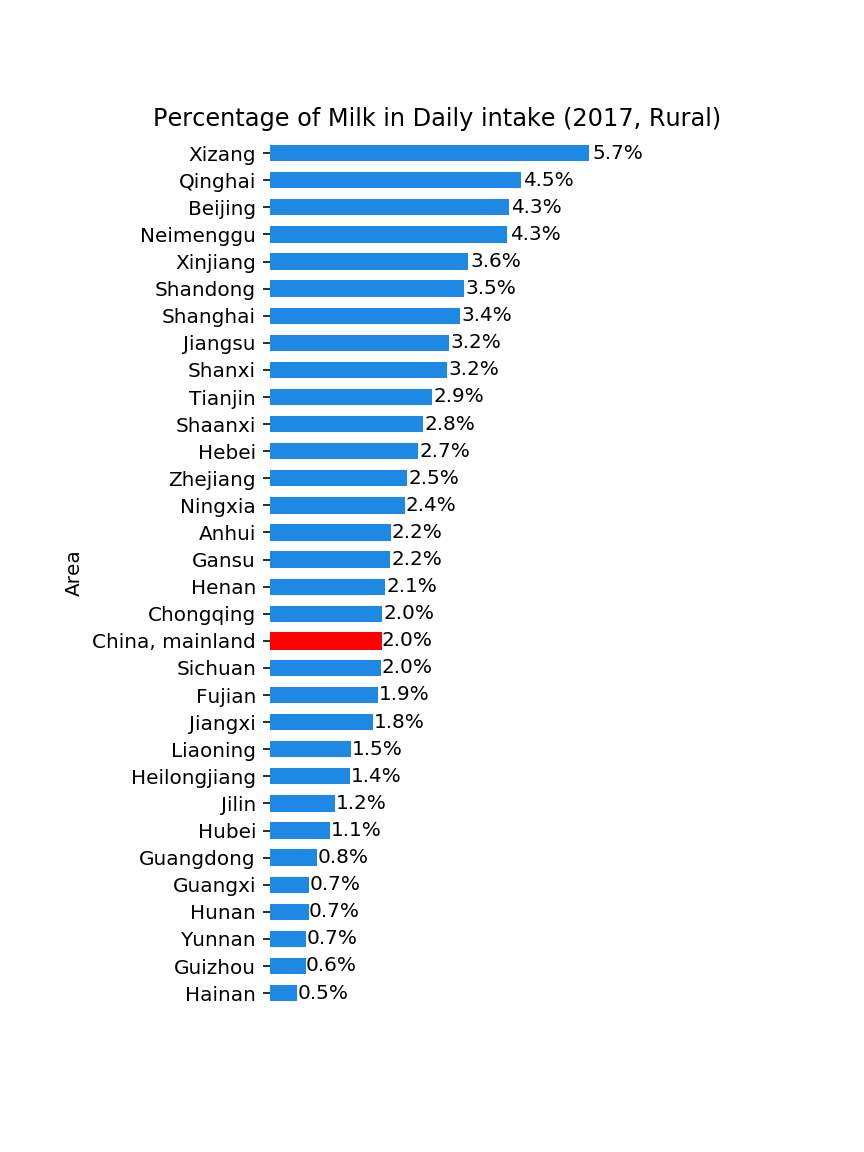 Percentage of Milk in Daily intake (2017, Rural)
Xizang 5.7%
Qinghai 4.5%
Beijing 4.3%
Neimenggu 4.3%
Xinjiang 3.6%
Shandong 3.5%
Shanghai 3.4%
Jiangsu 3.2%
Shanxi 3.2%
Tianjin 2.9%
Shaanxi 2.8%
Hebei 2.7%
Zhejiang 2.5%
Ningxia 2.4%
Anhui 2.2%
Gansu 2.2%
Henan 2.1%
Chongqing 2.0%
China, mainland 2.0%
Sichuan 2.0%
Fujian 1.9%
Jiangxi 1.8%
Liaoning 1.5%
Heilongjiang 1.4%
Jilin 1.2%
Hubei 1.1%
Guangdong 0.8%
Guangxi 0.7%
Hunan 0.7%
Yunnan 0.7%
Guizhou 0.6%
Hainan 0.5%
Area